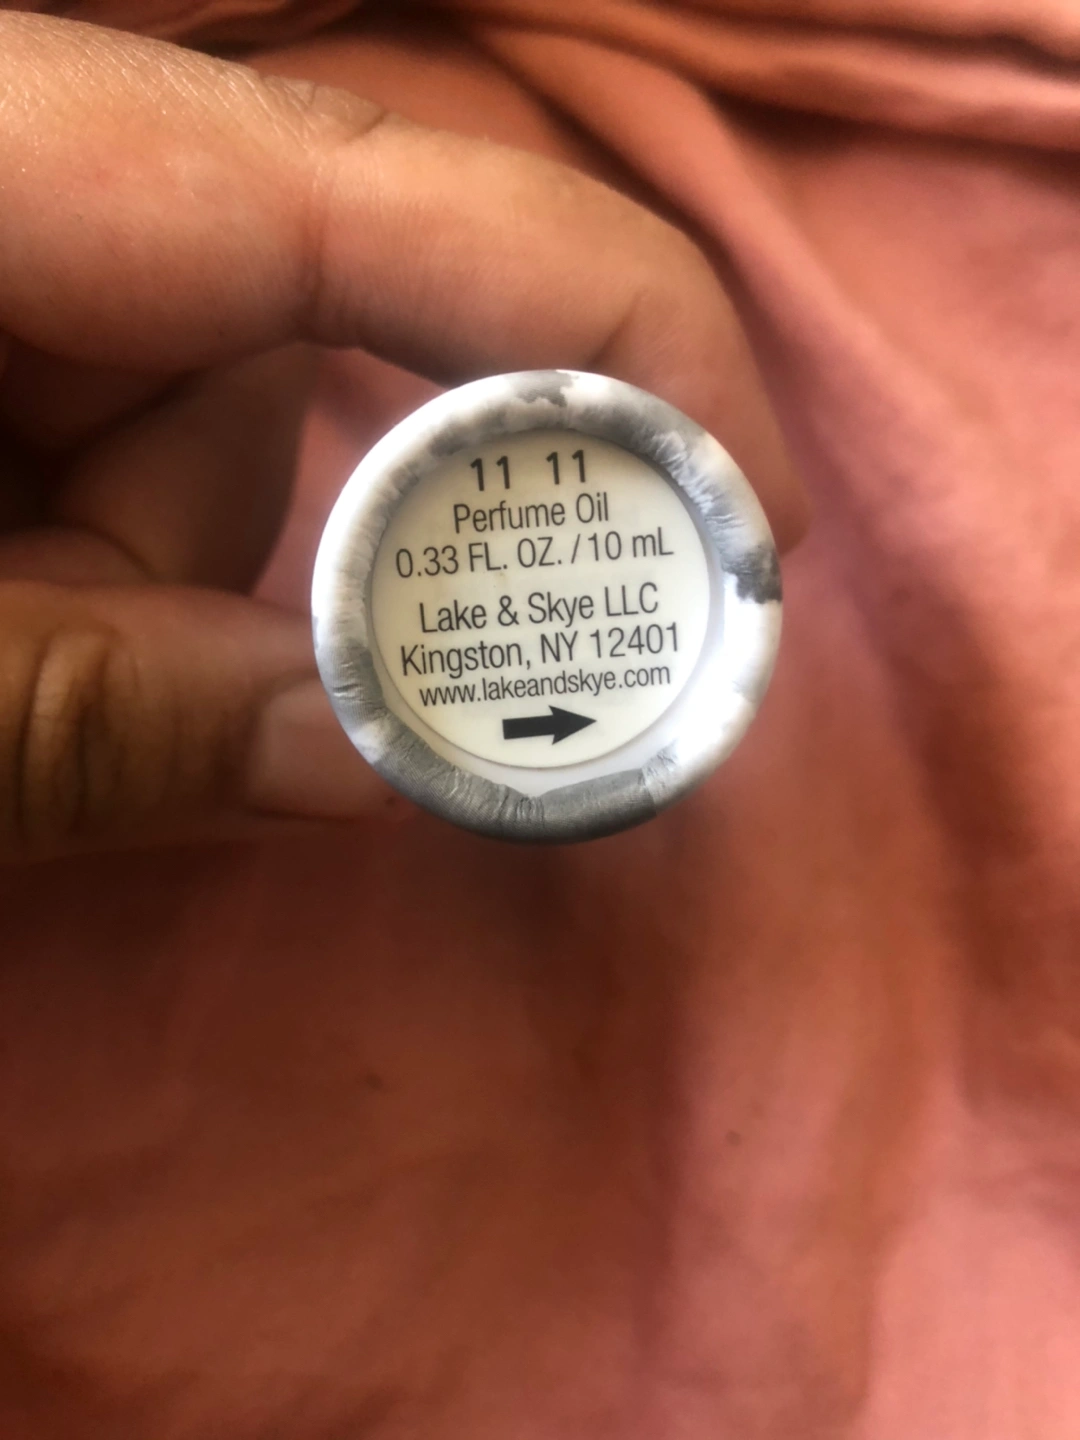 11 11
Perfume Oil
0.33 FL. OZ. / 10 mL
Lake & Skye LLC
Kingston, NY 12401
www.lakeandskye.com